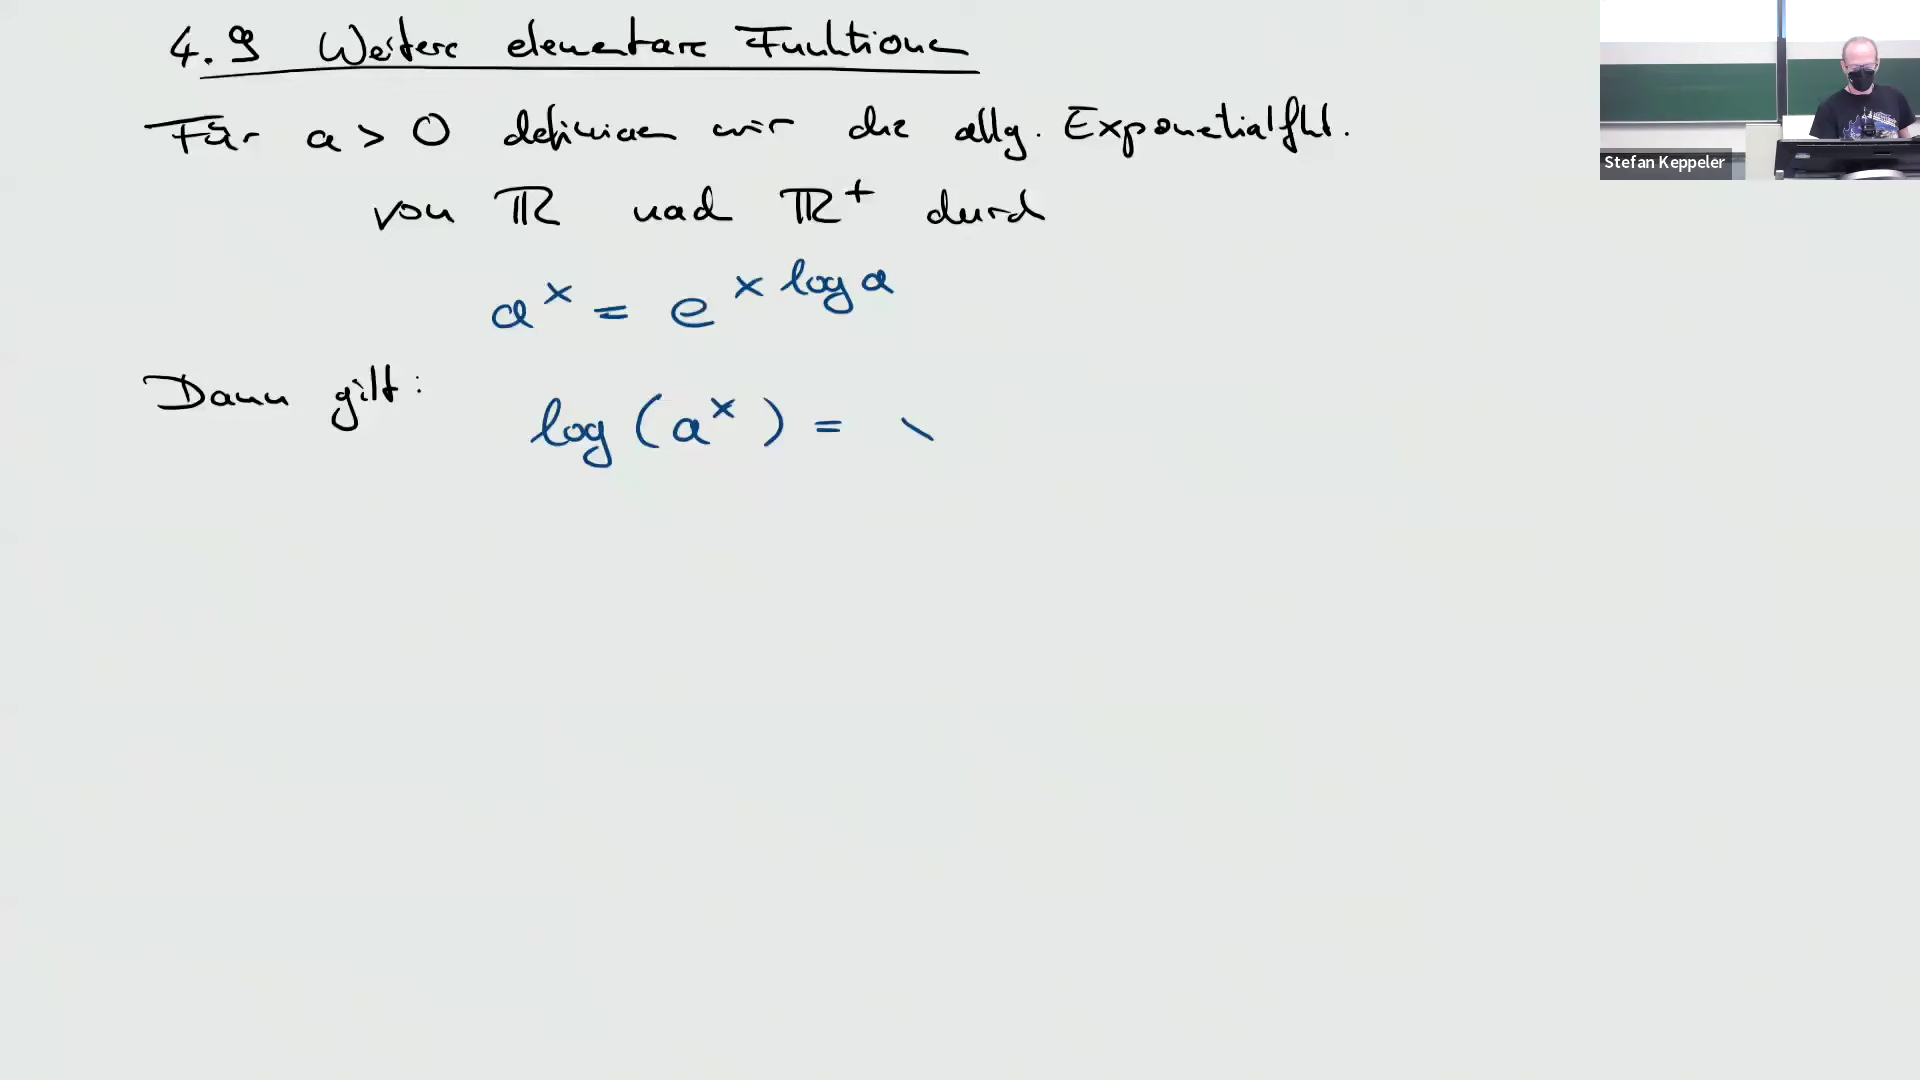 4.9 Weitere elementare Funktionen
Für a > 0 definieren wir die allg. Exponentialfkt.
von ℝ nach ℝ⁺ durch
a^x = e^{x log a}
Dann gilt:
log(a^x) =
Stefan Keppeler